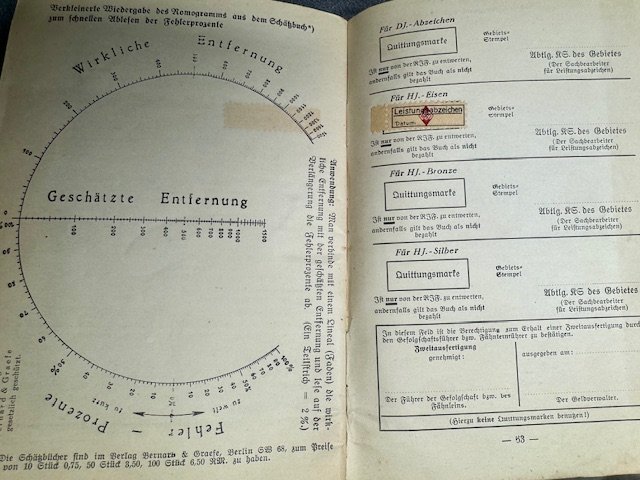 Verkleinerte Wiedergabe des Nomogramms aus dem Schätzbuch*)
zum schnellen Ablesen der Fehlerprozente
Wirkliche Entfernung
Geschätzte Entfernung
100 200 300 400 500 1500
Anwendung: Man verbinde mit einem Lineal (Faden) die wirk-
liche Entfernung mit der geschätzten Entfernung und lese auf der
Verlängerung die Fehlerprozente ab. (Ein Teilstrich = 2%)
Fehler – Prozente
zu weit
zu kurz
100%
gesetzlich geschützt.
Die Schätzbücher sind im Verlag Bernard & Graefe, Berlin SW 68, zum Preise
von 10 Stück 0,75, 50 Stück 3,50, 100 Stück 6,50 RM. zu haben.
Für DJ.-Abzeichen
Quittungsmarke
Gebiets-
Stempel
Ist nur von der RJF. zu entwerten,
andernfalls gilt das Buch als nicht
bezahlt
Abtlg. KS. des Gebietes
(Der Sachbearbeiter
für Leistungsabzeichen)
Für HJ.-Eisen
Leistungsabzeichen
Datum:
Gebiets-
Stempel
Ist nur von der RJF. zu entwerten,
andernfalls gilt das Buch als nicht
bezahlt
Abtlg. KS. des Gebietes
(Der Sachbearbeiter
für Leistungsabzeichen)
Für HJ.-Bronze
Quittungsmarke
Gebiets-
Stempel
Ist nur von der RJF. zu entwerten,
andernfalls gilt das Buch als nicht
bezahlt
Abtlg. KS. des Gebietes
(Der Sachbearbeiter
für Leistungsabzeichen)
Für HJ.-Silber
Quittungsmarke
Gebiets-
Stempel
Ist nur von der RJF. zu entwerten,
andernfalls gilt das Buch als nicht
bezahlt
Abtlg. KS. des Gebietes
(Der Sachbearbeiter
für Leistungsabzeichen)
In diesem Feld ist die Berechtigung zum Erhalt einer Zweitausfertigung durch
den Gefolgschaftsführer bzw. Fähnleinführer zu bestätigen.
Zweitausfertigung
genehmigt:
ausgegeben am:
Der Führer der Gefolgschaft bzw. des
Fähnleins.
Der Geldverwalter.
(Hierzu keine Quittungsmarken benutzen!)
— 63 —